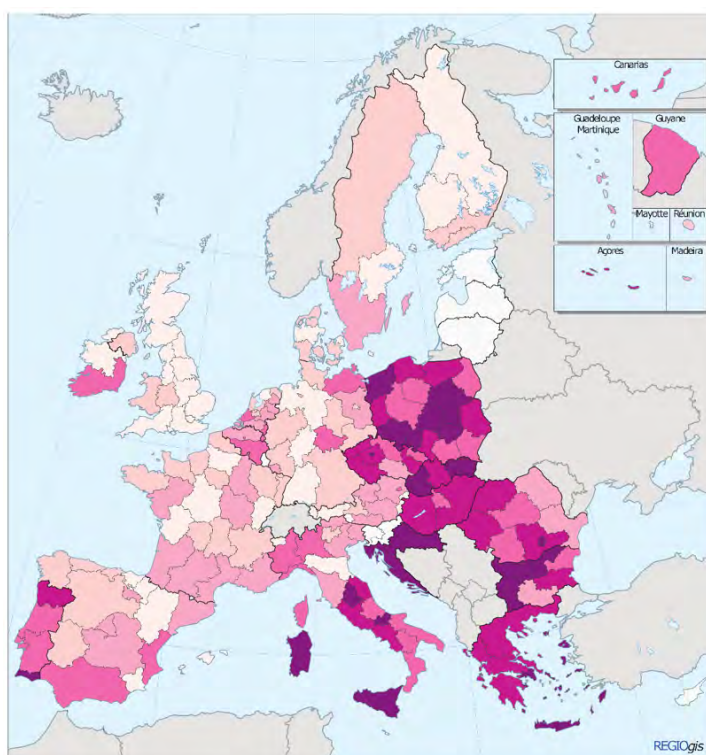 Canarias
Guadeloupe
Martinique
Guyane
Mayotte
Réunion
Açores
Madeira
REGIOgis